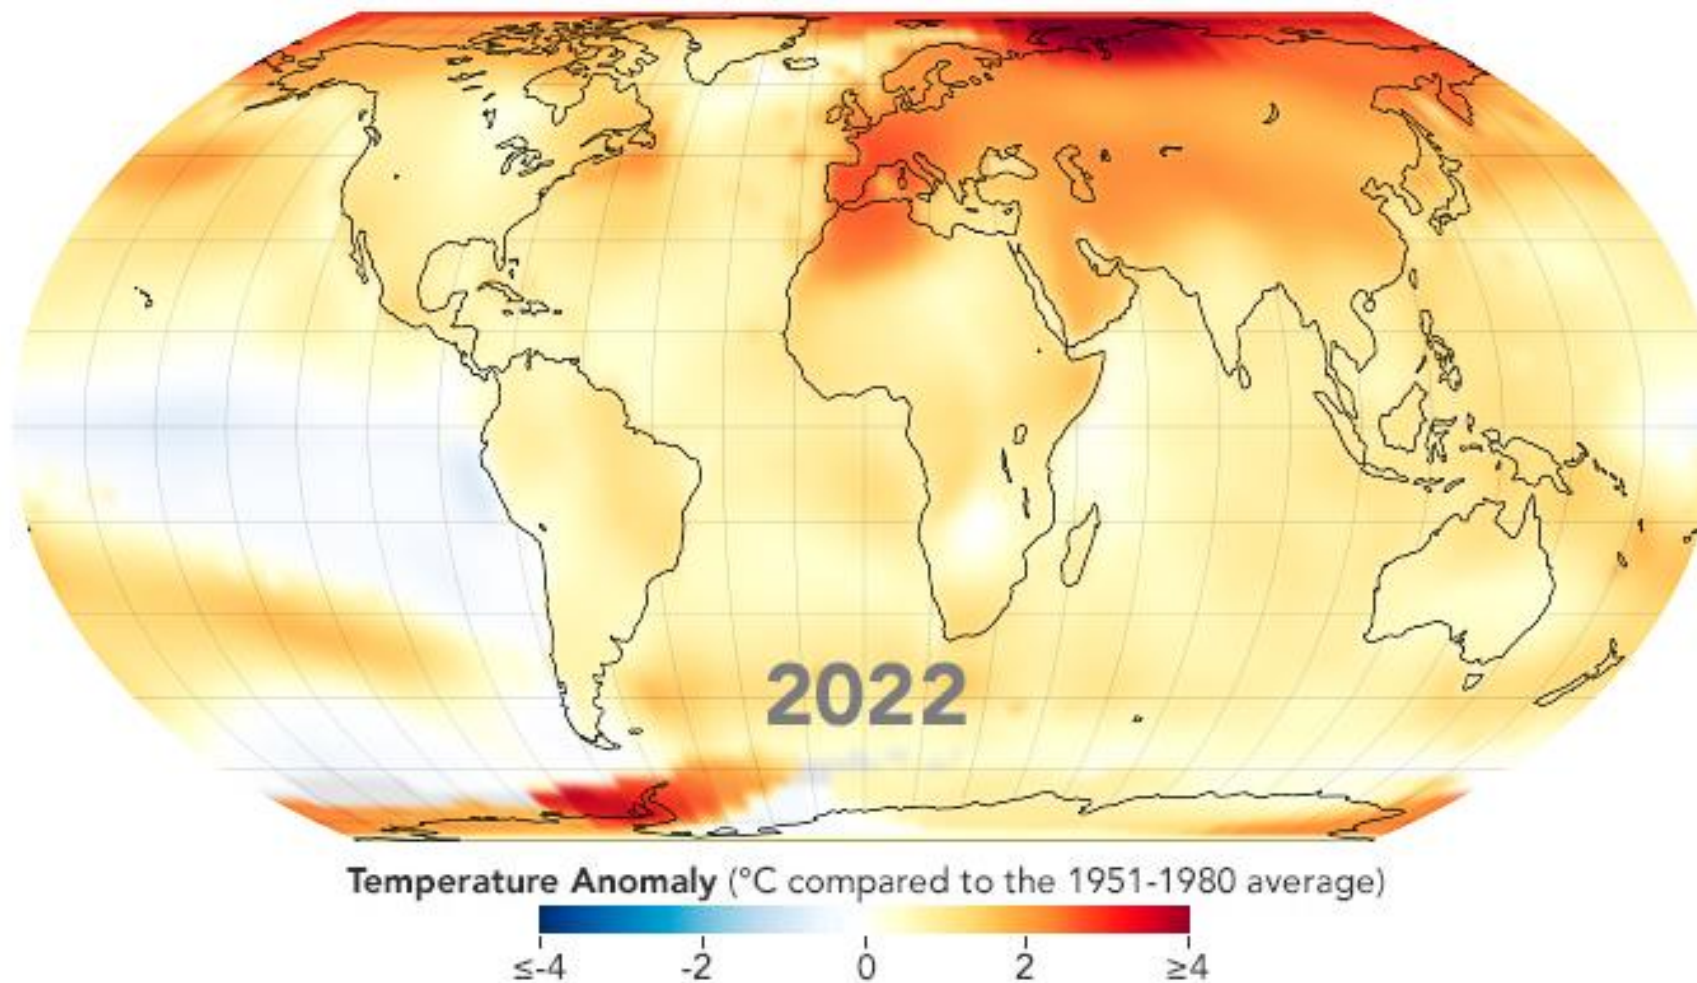 2022
Temperature Anomaly (°C compared to the 1951-1980 average)
≤-4 -2 0 2 ≥4